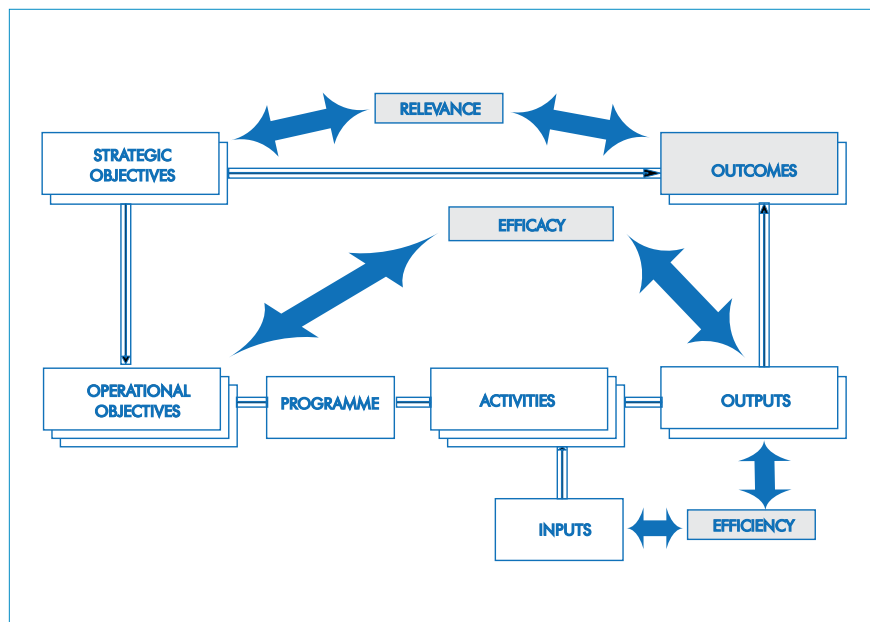 RELEVANCE
STRATEGIC
OBJECTIVES
OUTCOMES
EFFICACY
OPERATIONAL
OBJECTIVES
PROGRAMME
ACTIVITIES
OUTPUTS
INPUTS
EFFICIENCY